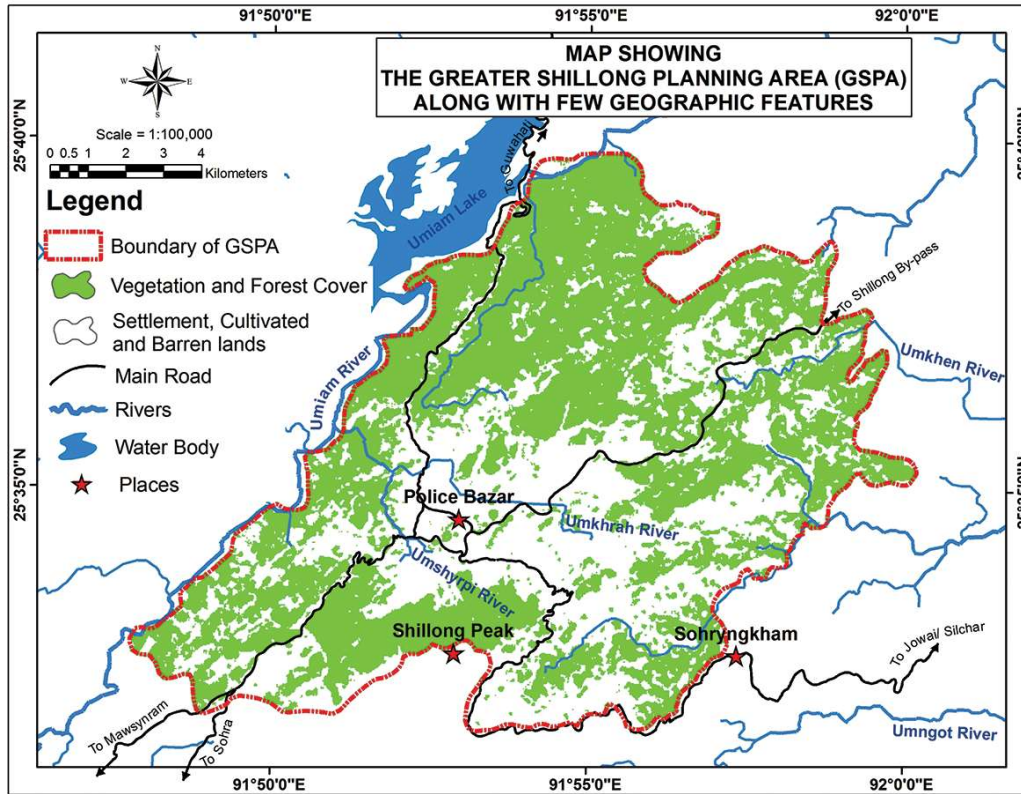 91°50'0"E 91°55'0"E 92°0'0"E
MAP SHOWING
THE GREATER SHILLONG PLANNING AREA (GSPA)
ALONG WITH FEW GEOGRAPHIC FEATURES
N
W E
S
Scale = 1:100,000
0 0.5 1 2 3 4
Kilometers
Legend
Boundary of GSPA
Vegetation and Forest Cover
Settlement, Cultivated
and Barren lands
Main Road
Rivers
Water Body
Places
25°40'0"N
25°35'0"N
To Guwahati
Umiam Lake
To Shillong By-pass
Umkhen River
Umiam River
Police Bazar
Umkhrah River
Umshyrpi River
Shillong Peak
Sohryngkham
To Jowai/ Silchar
To Mawsynram
To Sohra
Umngot River
91°50'0"E 91°55'0"E 92°0'0"E